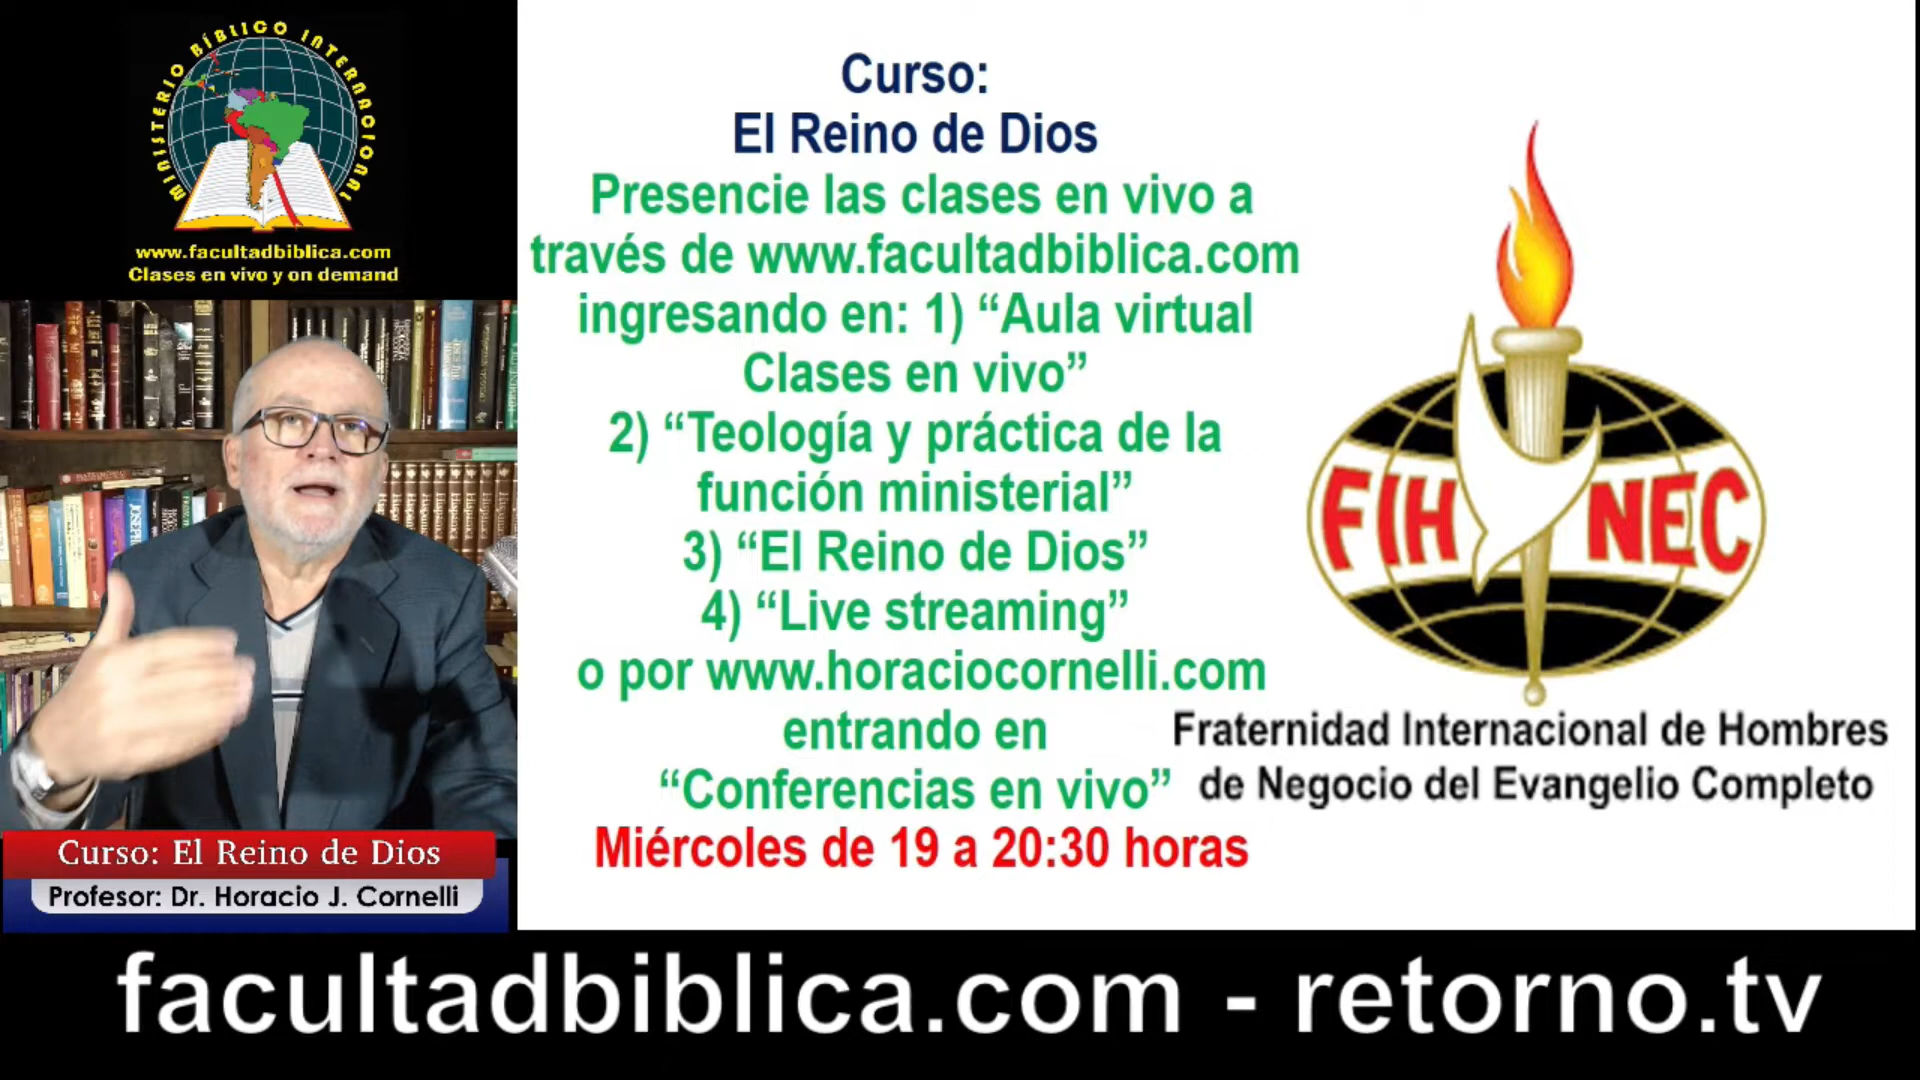 MINISTERIO BÍBLICO INTERNACIONAL
www.facultadbiblica.com
Clases en vivo y on demand
Curso: El Reino de Dios
Profesor: Dr. Horacio J. Cornelli
Curso:
El Reino de Dios
Presencie las clases en vivo a
través de www.facultadbiblica.com
ingresando en: 1) “Aula virtual
Clases en vivo”
2) “Teología y práctica de la
función ministerial”
3) “El Reino de Dios”
4) “Live streaming”
o por www.horaciocornelli.com
entrando en
“Conferencias en vivo”
Miércoles de 19 a 20:30 horas
FIHNEC
Fraternidad Internacional de Hombres
de Negocio del Evangelio Completo
facultadbiblica.com - retorno.tv